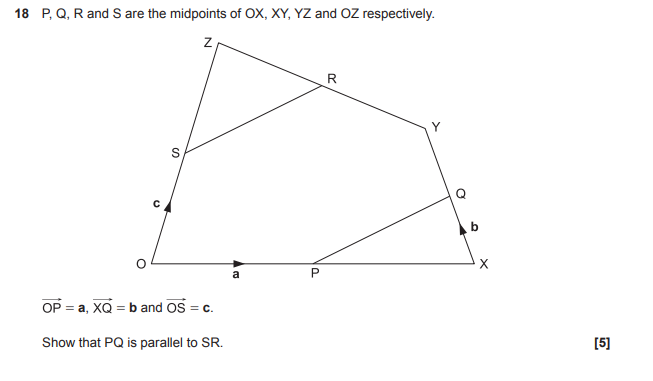 18 P, Q, R and S are the midpoints of OX, XY, YZ and OZ respectively.
Z
R
Y
S
Q
c
b
O
X
a
P
OP = a, XQ = b and OS = c.
Show that PQ is parallel to SR.
[5]